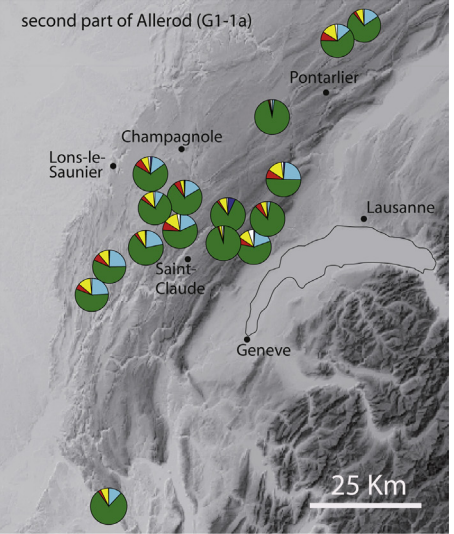 second part of Allerod (G1-1a)
Pontarlier
Champagnole
Lons-le-
Saunier
Lausanne
Saint-
Claude
Geneve
25 Km